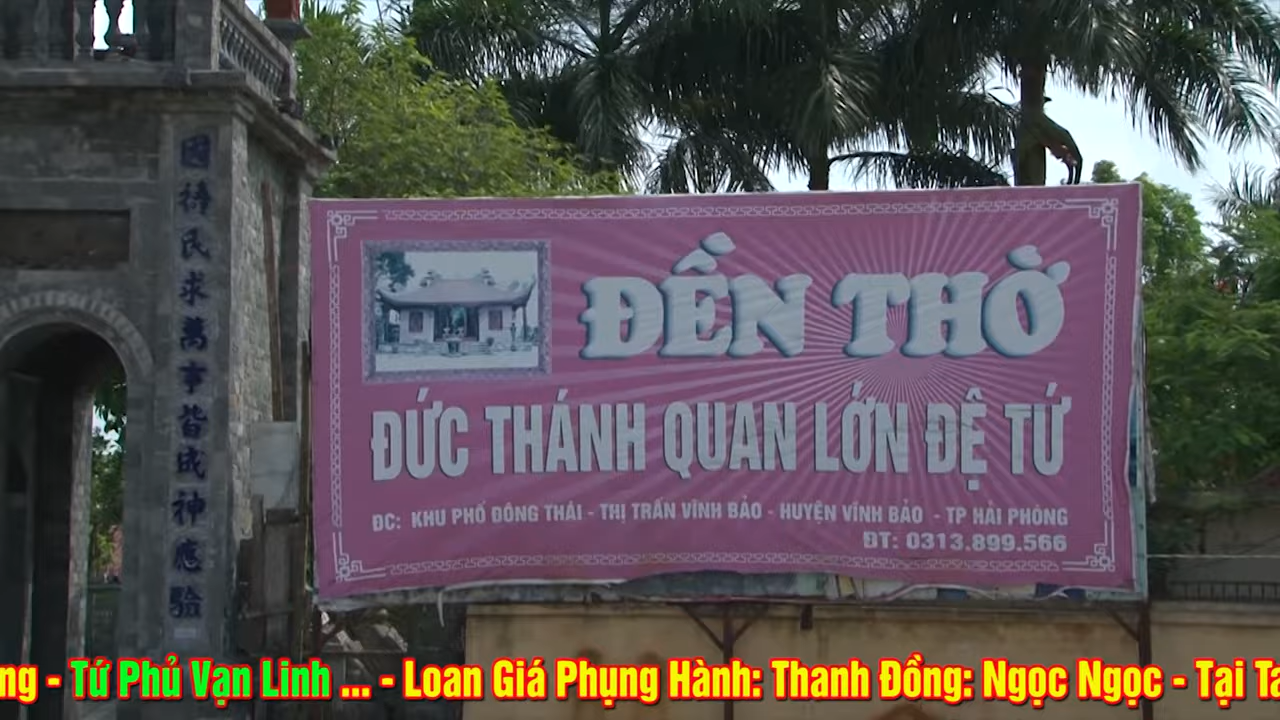 國禱民求萬事皆成神應驗
ĐỀN THỜ
ĐỨC THÁNH QUAN LỚN ĐỆ TỨ
ĐC: KHU PHỐ ĐÔNG THÁI - THỊ TRẤN VĨNH BẢO - HUYỆN VĨNH BẢO - TP HẢI PHÒNG
ĐT: 0313.899.566
ng - Tứ Phủ Vạn Linh ... - Loan Giá Phụng Hành: Thanh Đồng: Ngọc Ngọc - Tại Ta